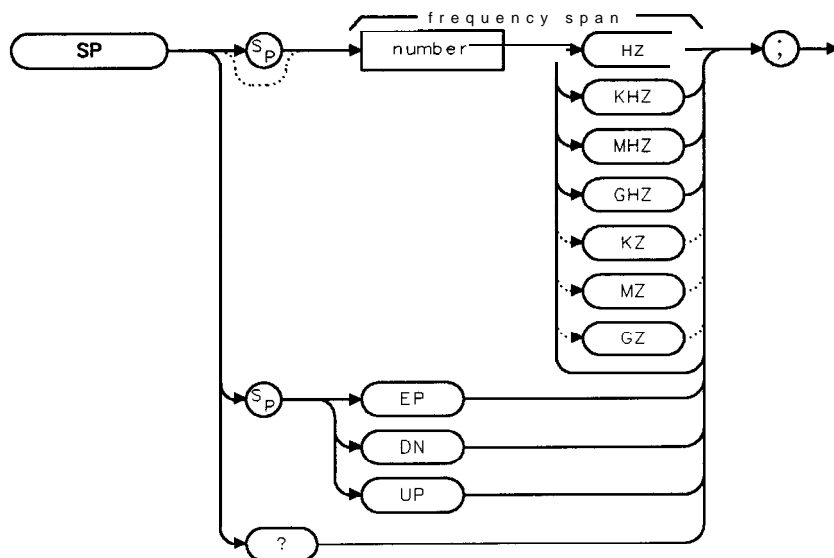 frequency span
SP
SP
number
HZ
;
KHZ
MHZ
GHZ
KZ
MZ
GZ
SP
EP
DN
UP
?